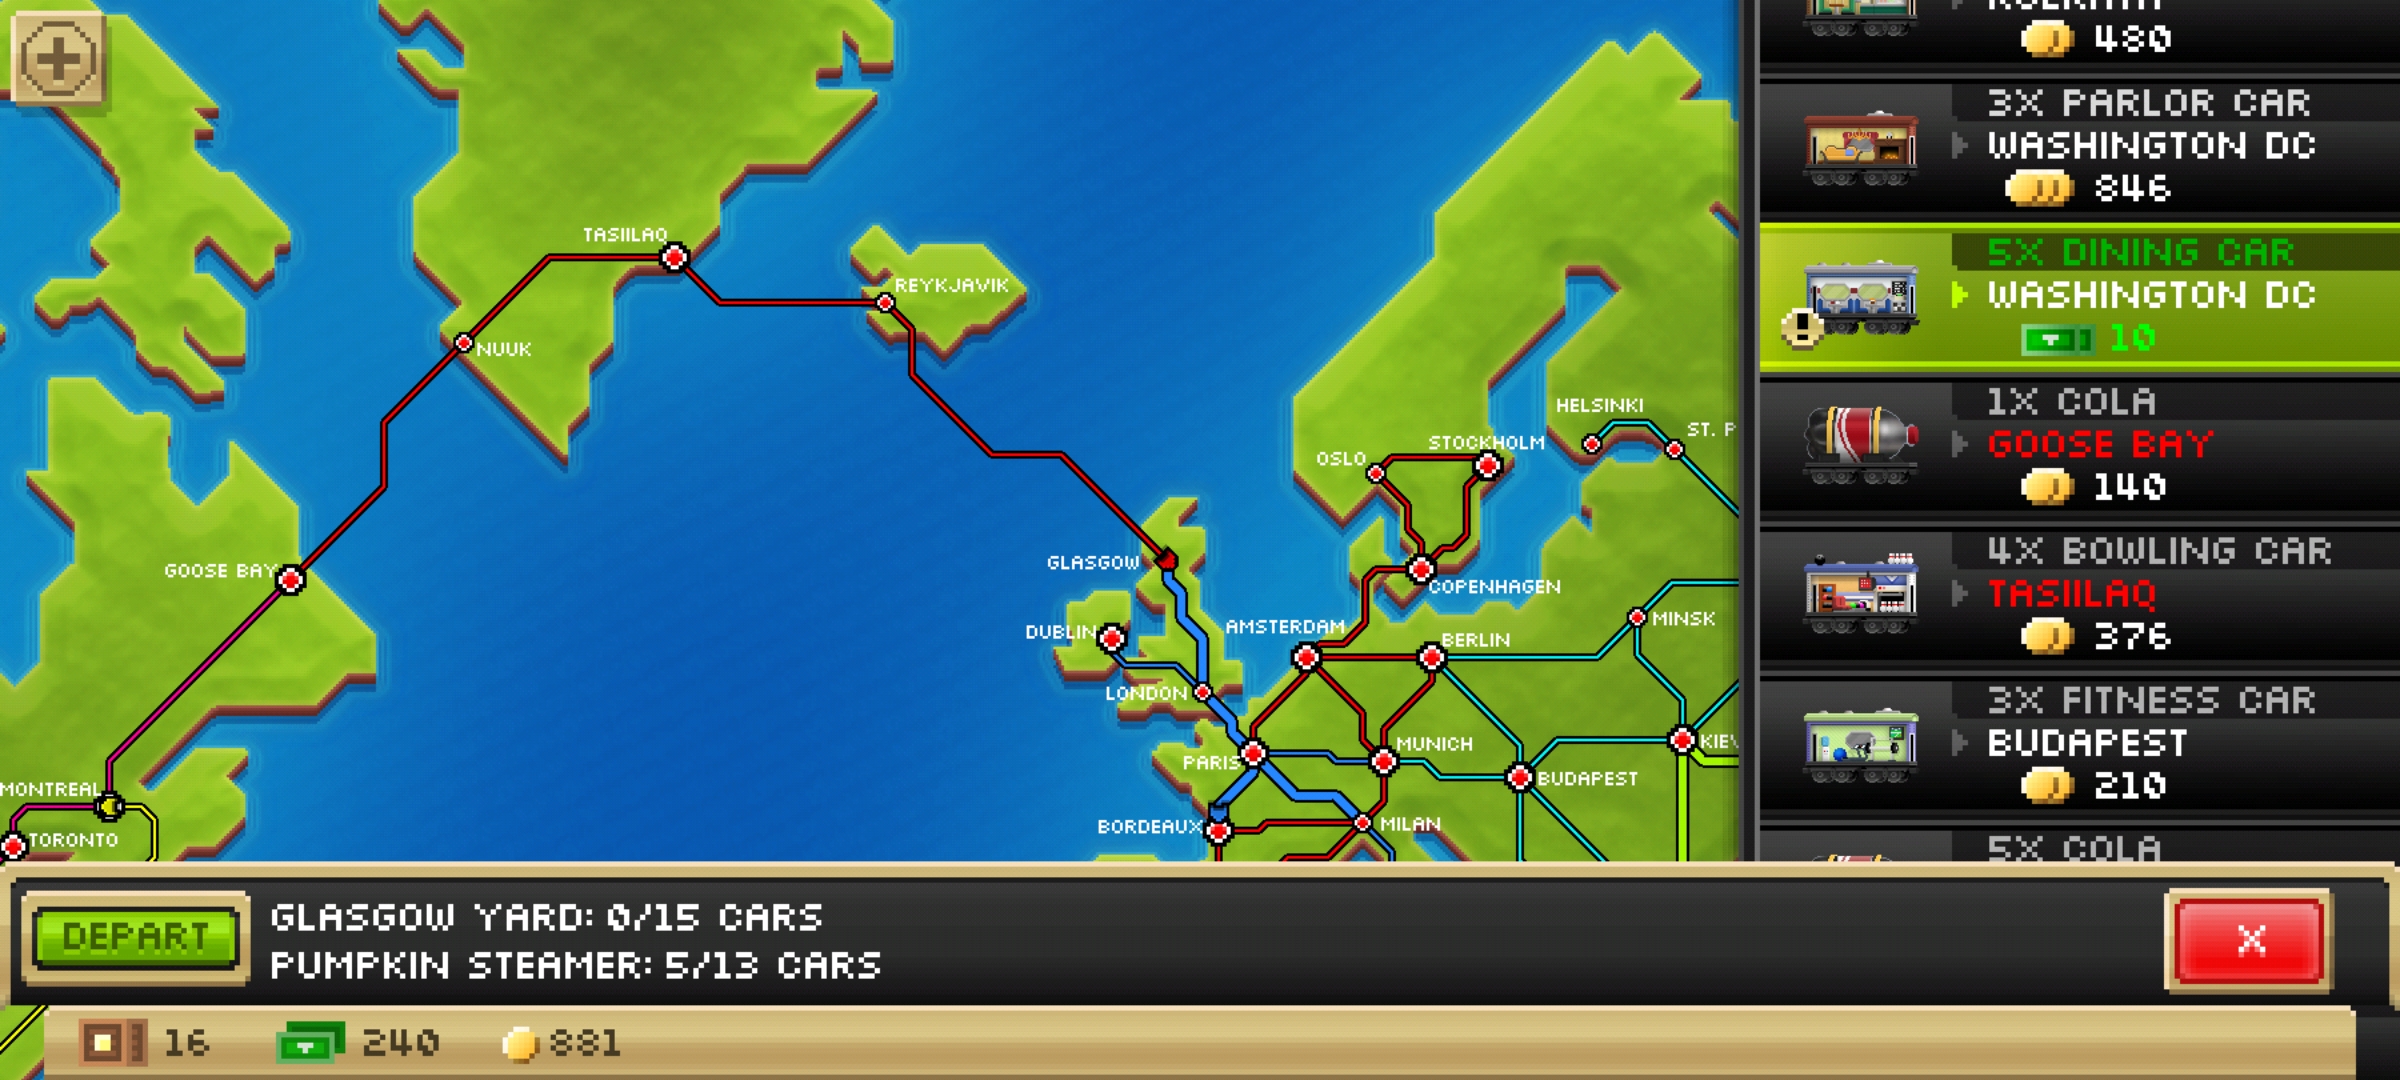 480
3X PARLOR CAR
WASHINGTON DC
846
5X DINING CAR
WASHINGTON DC
10
1X COLA
GOOSE BAY
140
4X BOWLING CAR
TASIILAQ
376
3X FITNESS CAR
BUDAPEST
210
5X COLA
TASIILAQ
REYKJAVIK
NUUK
HELSINKI
ST. P
STOCKHOLM
OSLO
GLASGOW
GOOSE BAY
COPENHAGEN
MINSK
DUBLIN
AMSTERDAM
BERLIN
LONDON
MUNICH
KIEV
PARIS
BUDAPEST
MONTREAL
BORDEAUX
MILAN
TORONTO
DEPART
GLASGOW YARD: 0/15 CARS
PUMPKIN STEAMER: 5/13 CARS
X
16
240
881